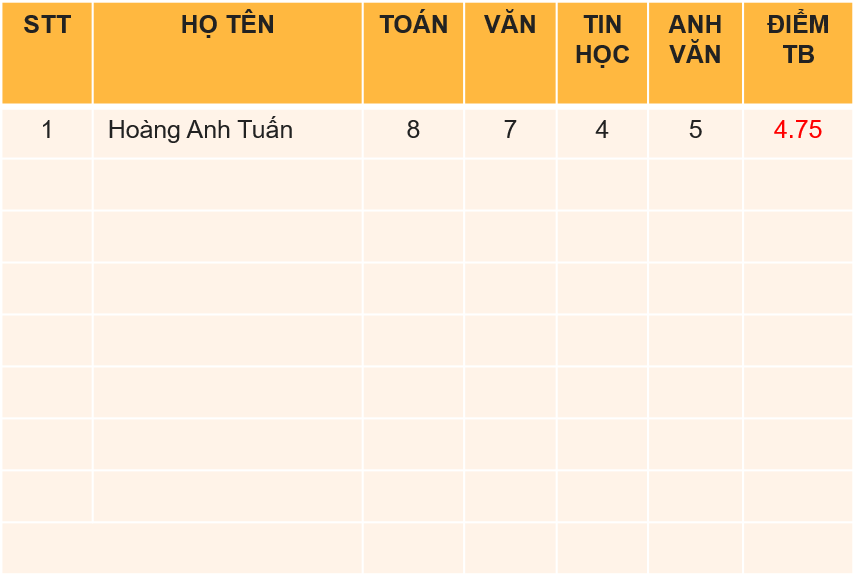 STT HỌ TÊN TOÁN VĂN TIN HỌC ANH VĂN ĐIỂM TB
1 Hoàng Anh Tuấn 8 7 4 5 4.75